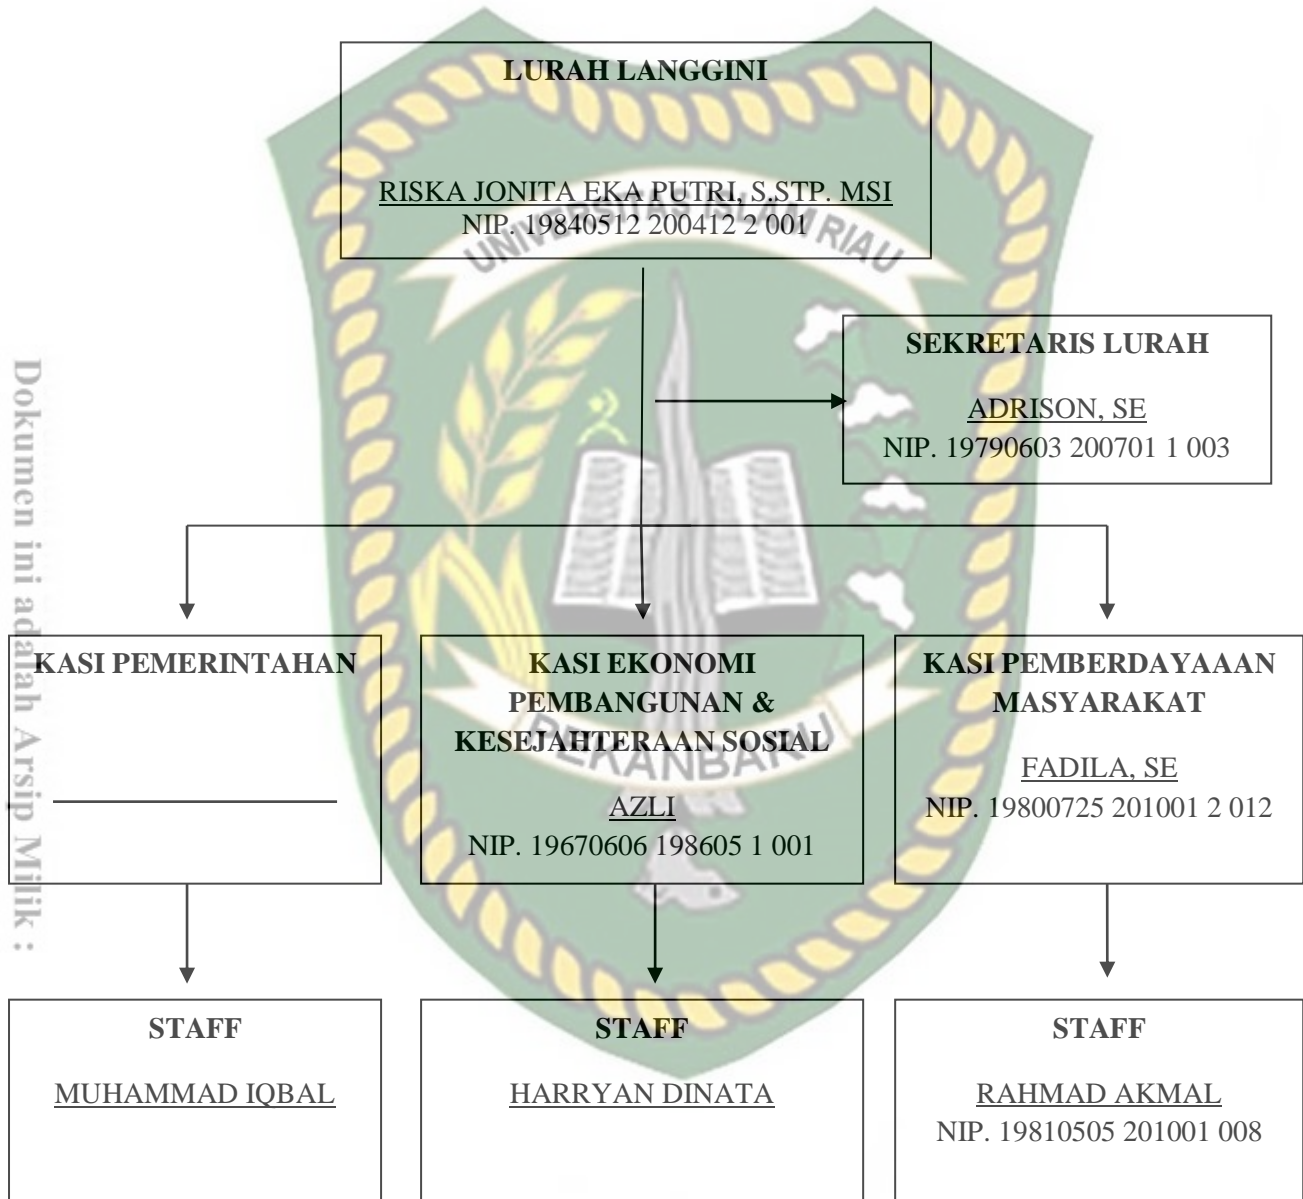 LURAH LANGGINI
RISKA JONITA EKA PUTRI, S.STP. MSI
NIP. 19840512 200412 2 001
UNIVERSITAS ISLAM RIAU
SEKRETARIS LURAH
ADRISON, SE
NIP. 19790603 200701 1 003
KASI PEMERINTAHAN
KASI EKONOMI
PEMBANGUNAN &
KESEJAHTERAAN SOSIAL
AZLI
NIP. 19670606 198605 1 001
KASI PEMBERDAYAAAN
MASYARAKAT
FADILA, SE
NIP. 19800725 201001 2 012
PEKANBARU
STAFF
MUHAMMAD IQBAL
STAFF
HARRYAN DINATA
STAFF
RAHMAD AKMAL
NIP. 19810505 201001 008
Dokumen ini adalah Arsip Milik :